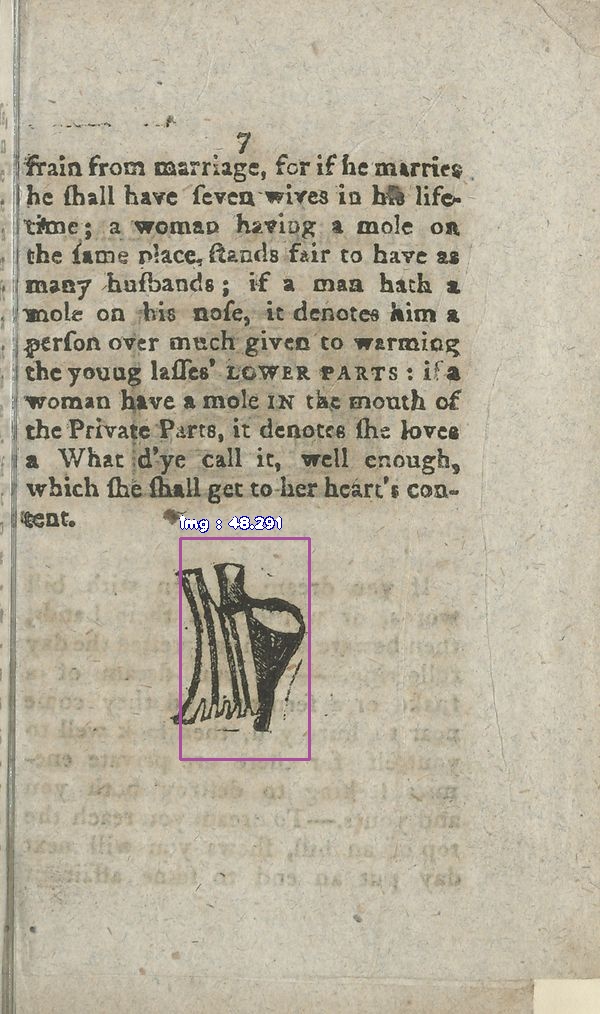 7
frain from marriage, for if he marries
he ſhall have ſeven wives in his life-
time; a woman having a mole on
the ſame place, ſtands fair to have as
many huſbands; if a man hath a
mole on his noſe, it denotes him a
perſon over much given to warming
the young laſſes' LOWER PARTS: if a
woman have a mole IN the mouth of
the Private Parts, it denotes ſhe loves
a What d'ye call it, well enough,
which ſhe ſhall get to her heart's con-
tent.
img : 48.291